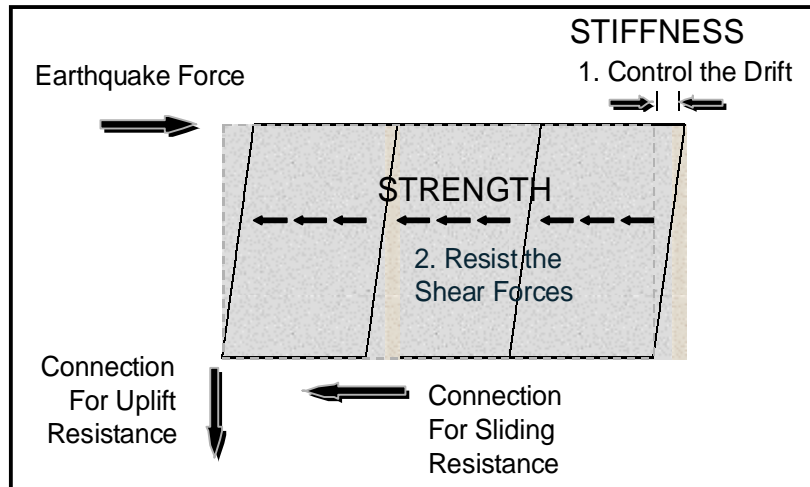 STIFFNESS
1. Control the Drift
Earthquake Force
STRENGTH
2. Resist the
Shear Forces
Connection
For Uplift
Resistance
Connection
For Sliding
Resistance